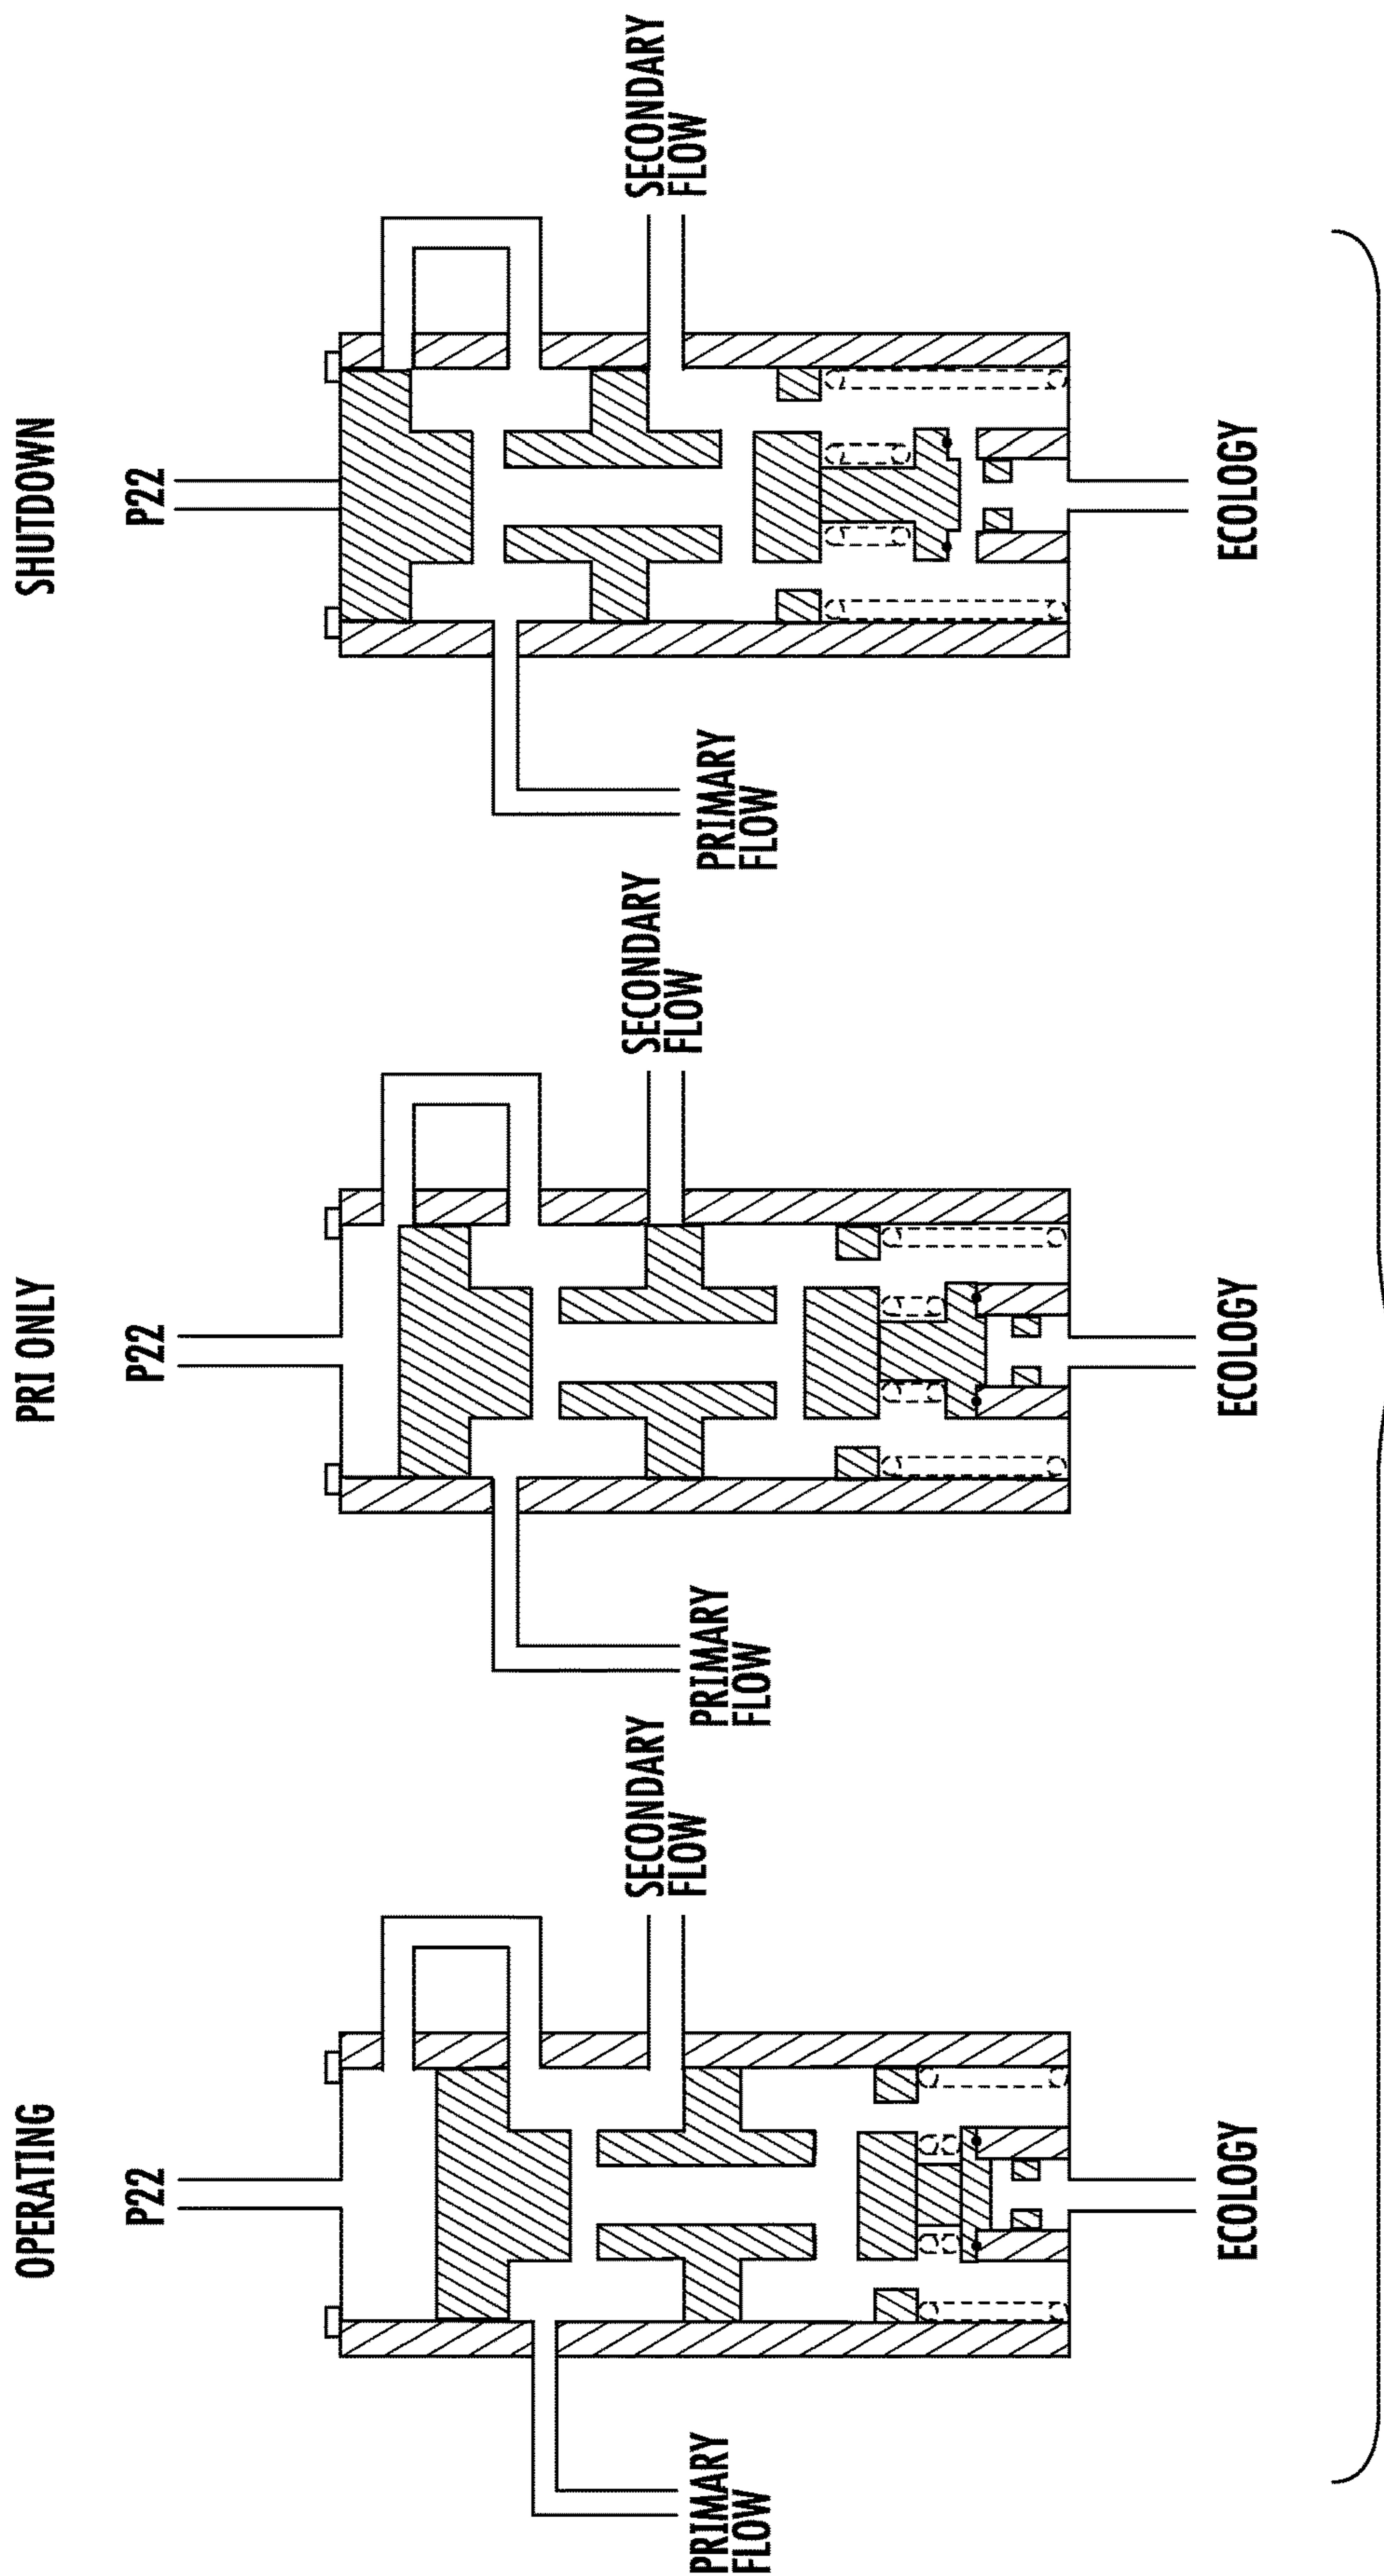 OPERATING
P22
SECONDARY
FLOW
PRIMARY
FLOW
ECOLOGY
PRI ONLY
P22
SECONDARY
FLOW
PRIMARY
FLOW
ECOLOGY
SHUTDOWN
P22
SECONDARY
FLOW
PRIMARY
FLOW
ECOLOGY